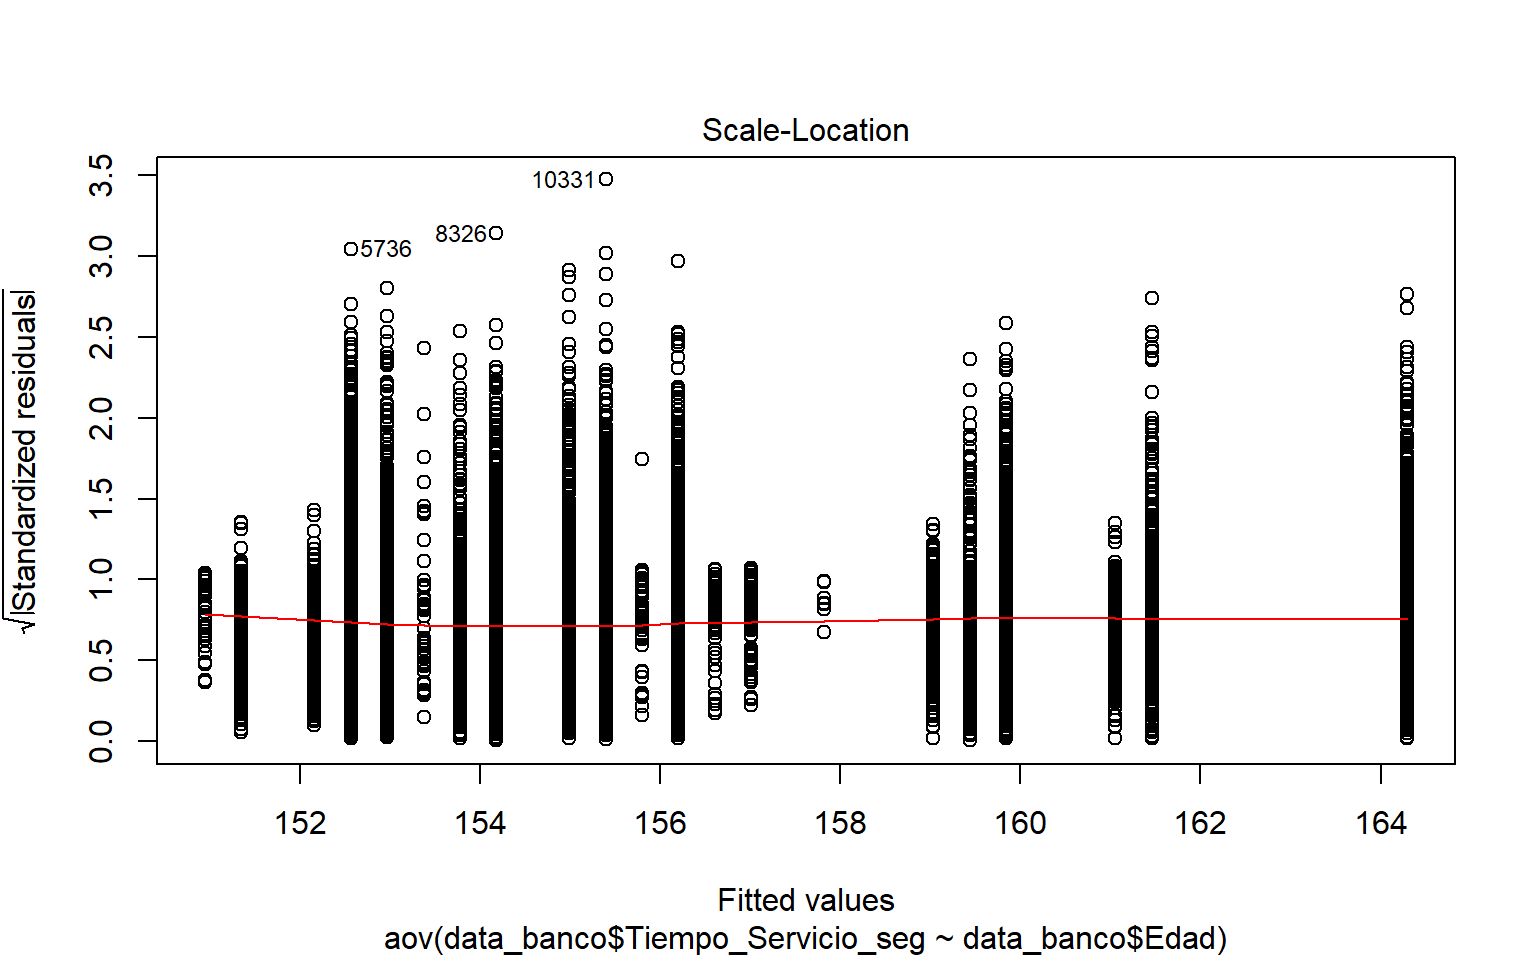 Scale-Location
√|Standardized residuals|
3.5
3.0
2.5
2.0
1.5
1.0
0.5
0.0
10331
8326
5736
152 154 156 158 160 162 164
Fitted values
aov(data_banco$Tiempo_Servicio_seg ~ data_banco$Edad)